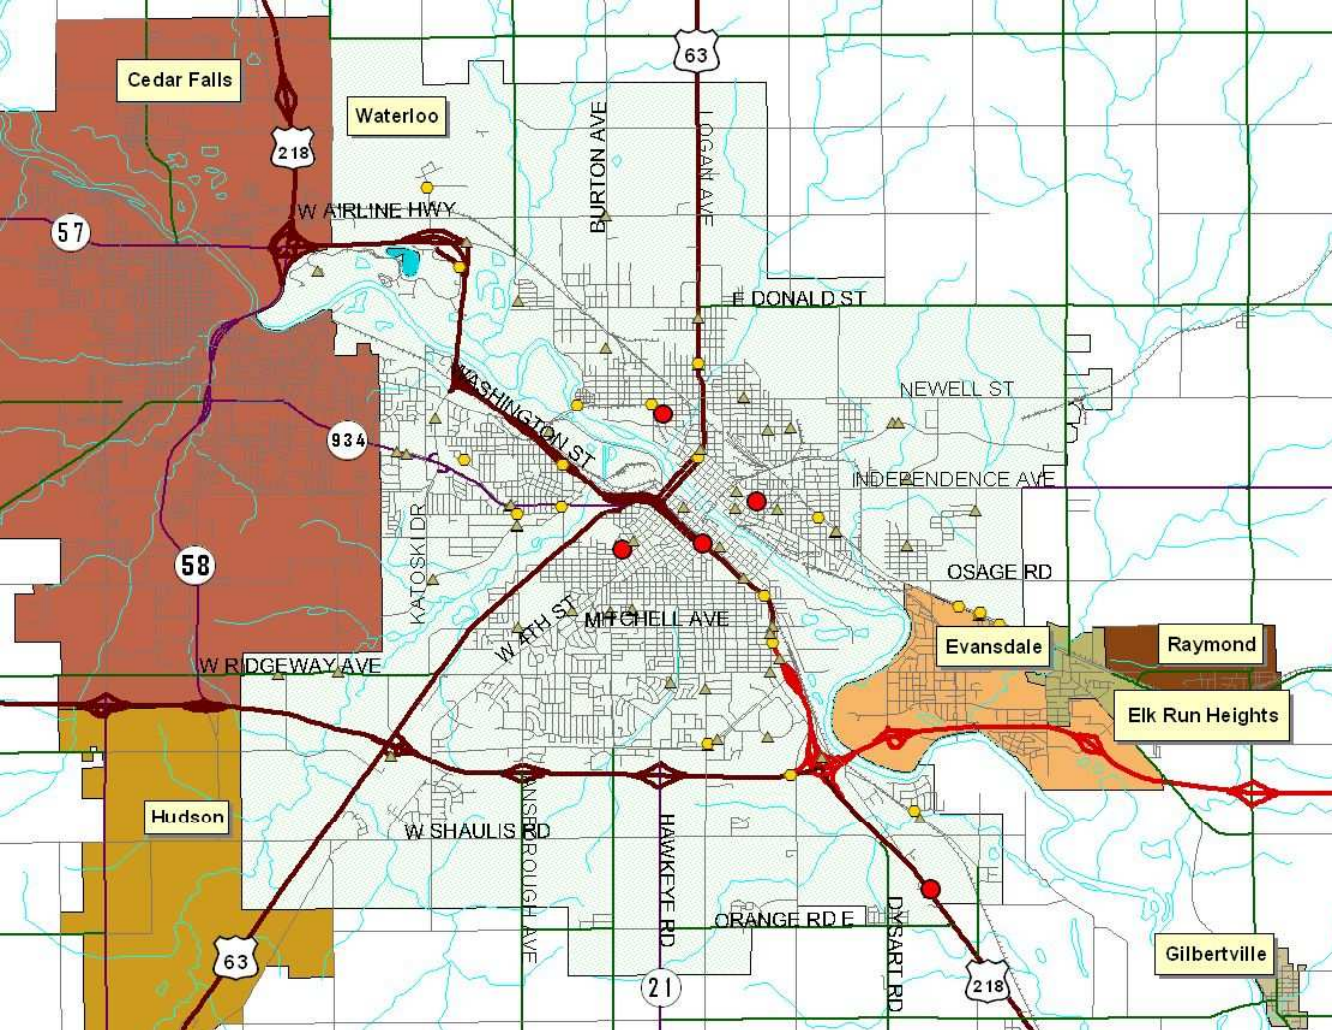 63
Cedar Falls
Waterloo
BURTON AVE
LOGAN AVE
218
W AIRLINE HWY
57
E DONALD ST
WASHINGTON ST
NEWELL ST
934
INDEPENDENCE AVE
KATOSKI DR
58
OSAGE RD
W 4TH ST
MITCHELL AVE
Evansdale
Raymond
W RIDGEWAY AVE
Elk Run Heights
Hudson
W SHAULIS RD
ANSBOROUGH AVE
HAWKEYE RD
ORANGE RD E
DYSART RD
63
21
218
Gilbertville